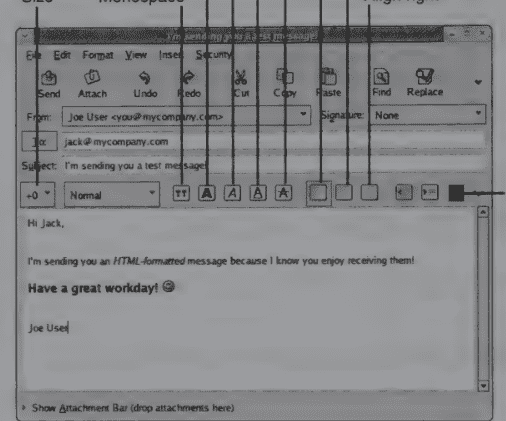 Size Monospace Align right
I'm sending you a test message
File Edit Format View Insert Security
Send Attach Undo Redo Cut Copy Paste Find Replace
From: Joe User <you@mycompany.com> Signature: None
To: jack@mycompany.com
Subject: I'm sending you a test message!
+0 Normal TT A A A A
Hi Jack,
I'm sending you an HTML-formatted message because I know you enjoy receiving them!
Have a great workday!
Joe User
Show Attachment Bar (drop attachments here)